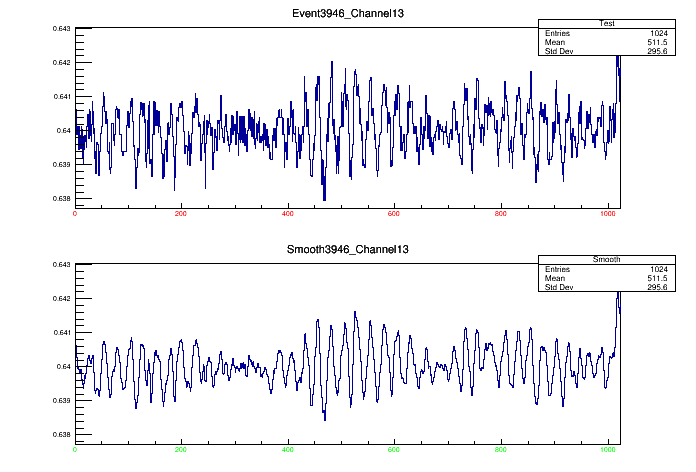 Event3946_Channel13
Test
Entries 1024
Mean 511.5
Std Dev 295.6
0.643
0.642
0.641
0.64
0.639
0.638
0 200 400 600 800 1000
Smooth3946_Channel13
Smooth
Entries 1024
Mean 511.5
Std Dev 295.6
0.643
0.642
0.641
0.64
0.639
0.638
0 200 400 600 800 1000